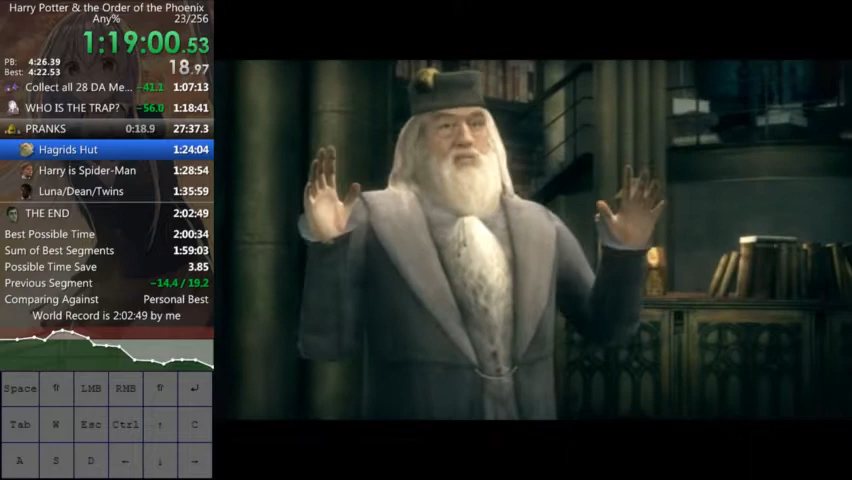 Harry Potter & the Order of the Phoenix
Any% 23/256
1:19:00.53
PB: 4:26.39
Best: 4:22.53 18.97
Collect all 28 DA Me... −41.1 1:07:13
WHO IS THE TRAP? −56.0 1:18:41
PRANKS 0:18.9 27:37.3
Hagrids Hut 1:24:04
Harry is Spider-Man 1:28:54
Luna/Dean/Twins 1:35:59
THE END 2:02:49
Best Possible Time 2:00:34
Sum of Best Segments 1:59:03
Possible Time Save 3.85
Previous Segment −14.4 / 19.2
Comparing Against Personal Best
World Record is 2:02:49 by me
Space ⇑ LMB RMB ⇑ ↵
Tab W Esc Ctrl ↑ C
A S D ← ↓ →